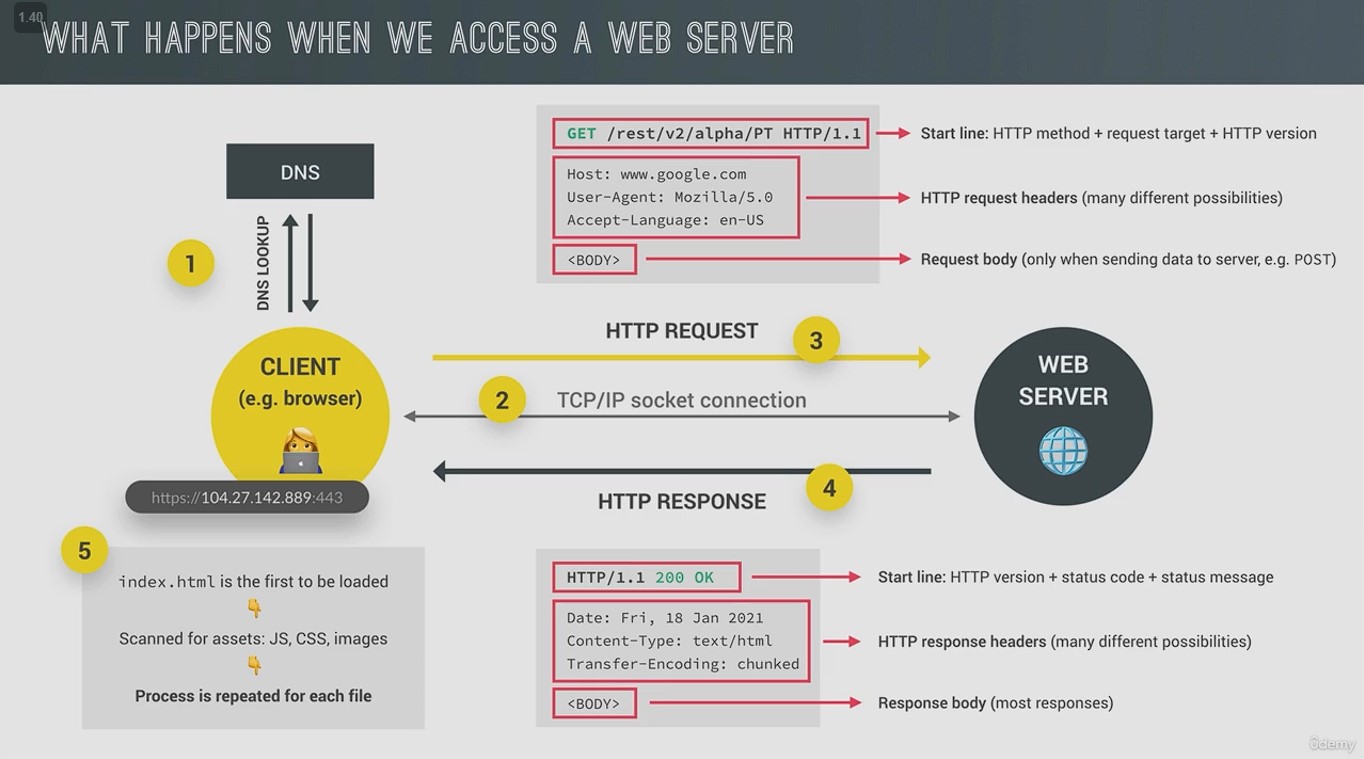 1.40
WHAT HAPPENS WHEN WE ACCESS A WEB SERVER
DNS
1
DNS LOOKUP
CLIENT
(e.g. browser)
https://104.27.142.889:443
GET /rest/v2/alpha/PT HTTP/1.1
Start line: HTTP method + request target + HTTP version
Host: www.google.com
User-Agent: Mozilla/5.0
Accept-Language: en-US
HTTP request headers (many different possibilities)
<BODY>
Request body (only when sending data to server, e.g. POST)
HTTP REQUEST
3
2
TCP/IP socket connection
HTTP RESPONSE
4
WEB
SERVER
5
index.html is the first to be loaded
Scanned for assets: JS, CSS, images
Process is repeated for each file
HTTP/1.1 200 OK
Start line: HTTP version + status code + status message
Date: Fri, 18 Jan 2021
Content-Type: text/html
Transfer-Encoding: chunked
HTTP response headers (many different possibilities)
<BODY>
Response body (most responses)
ûdemy